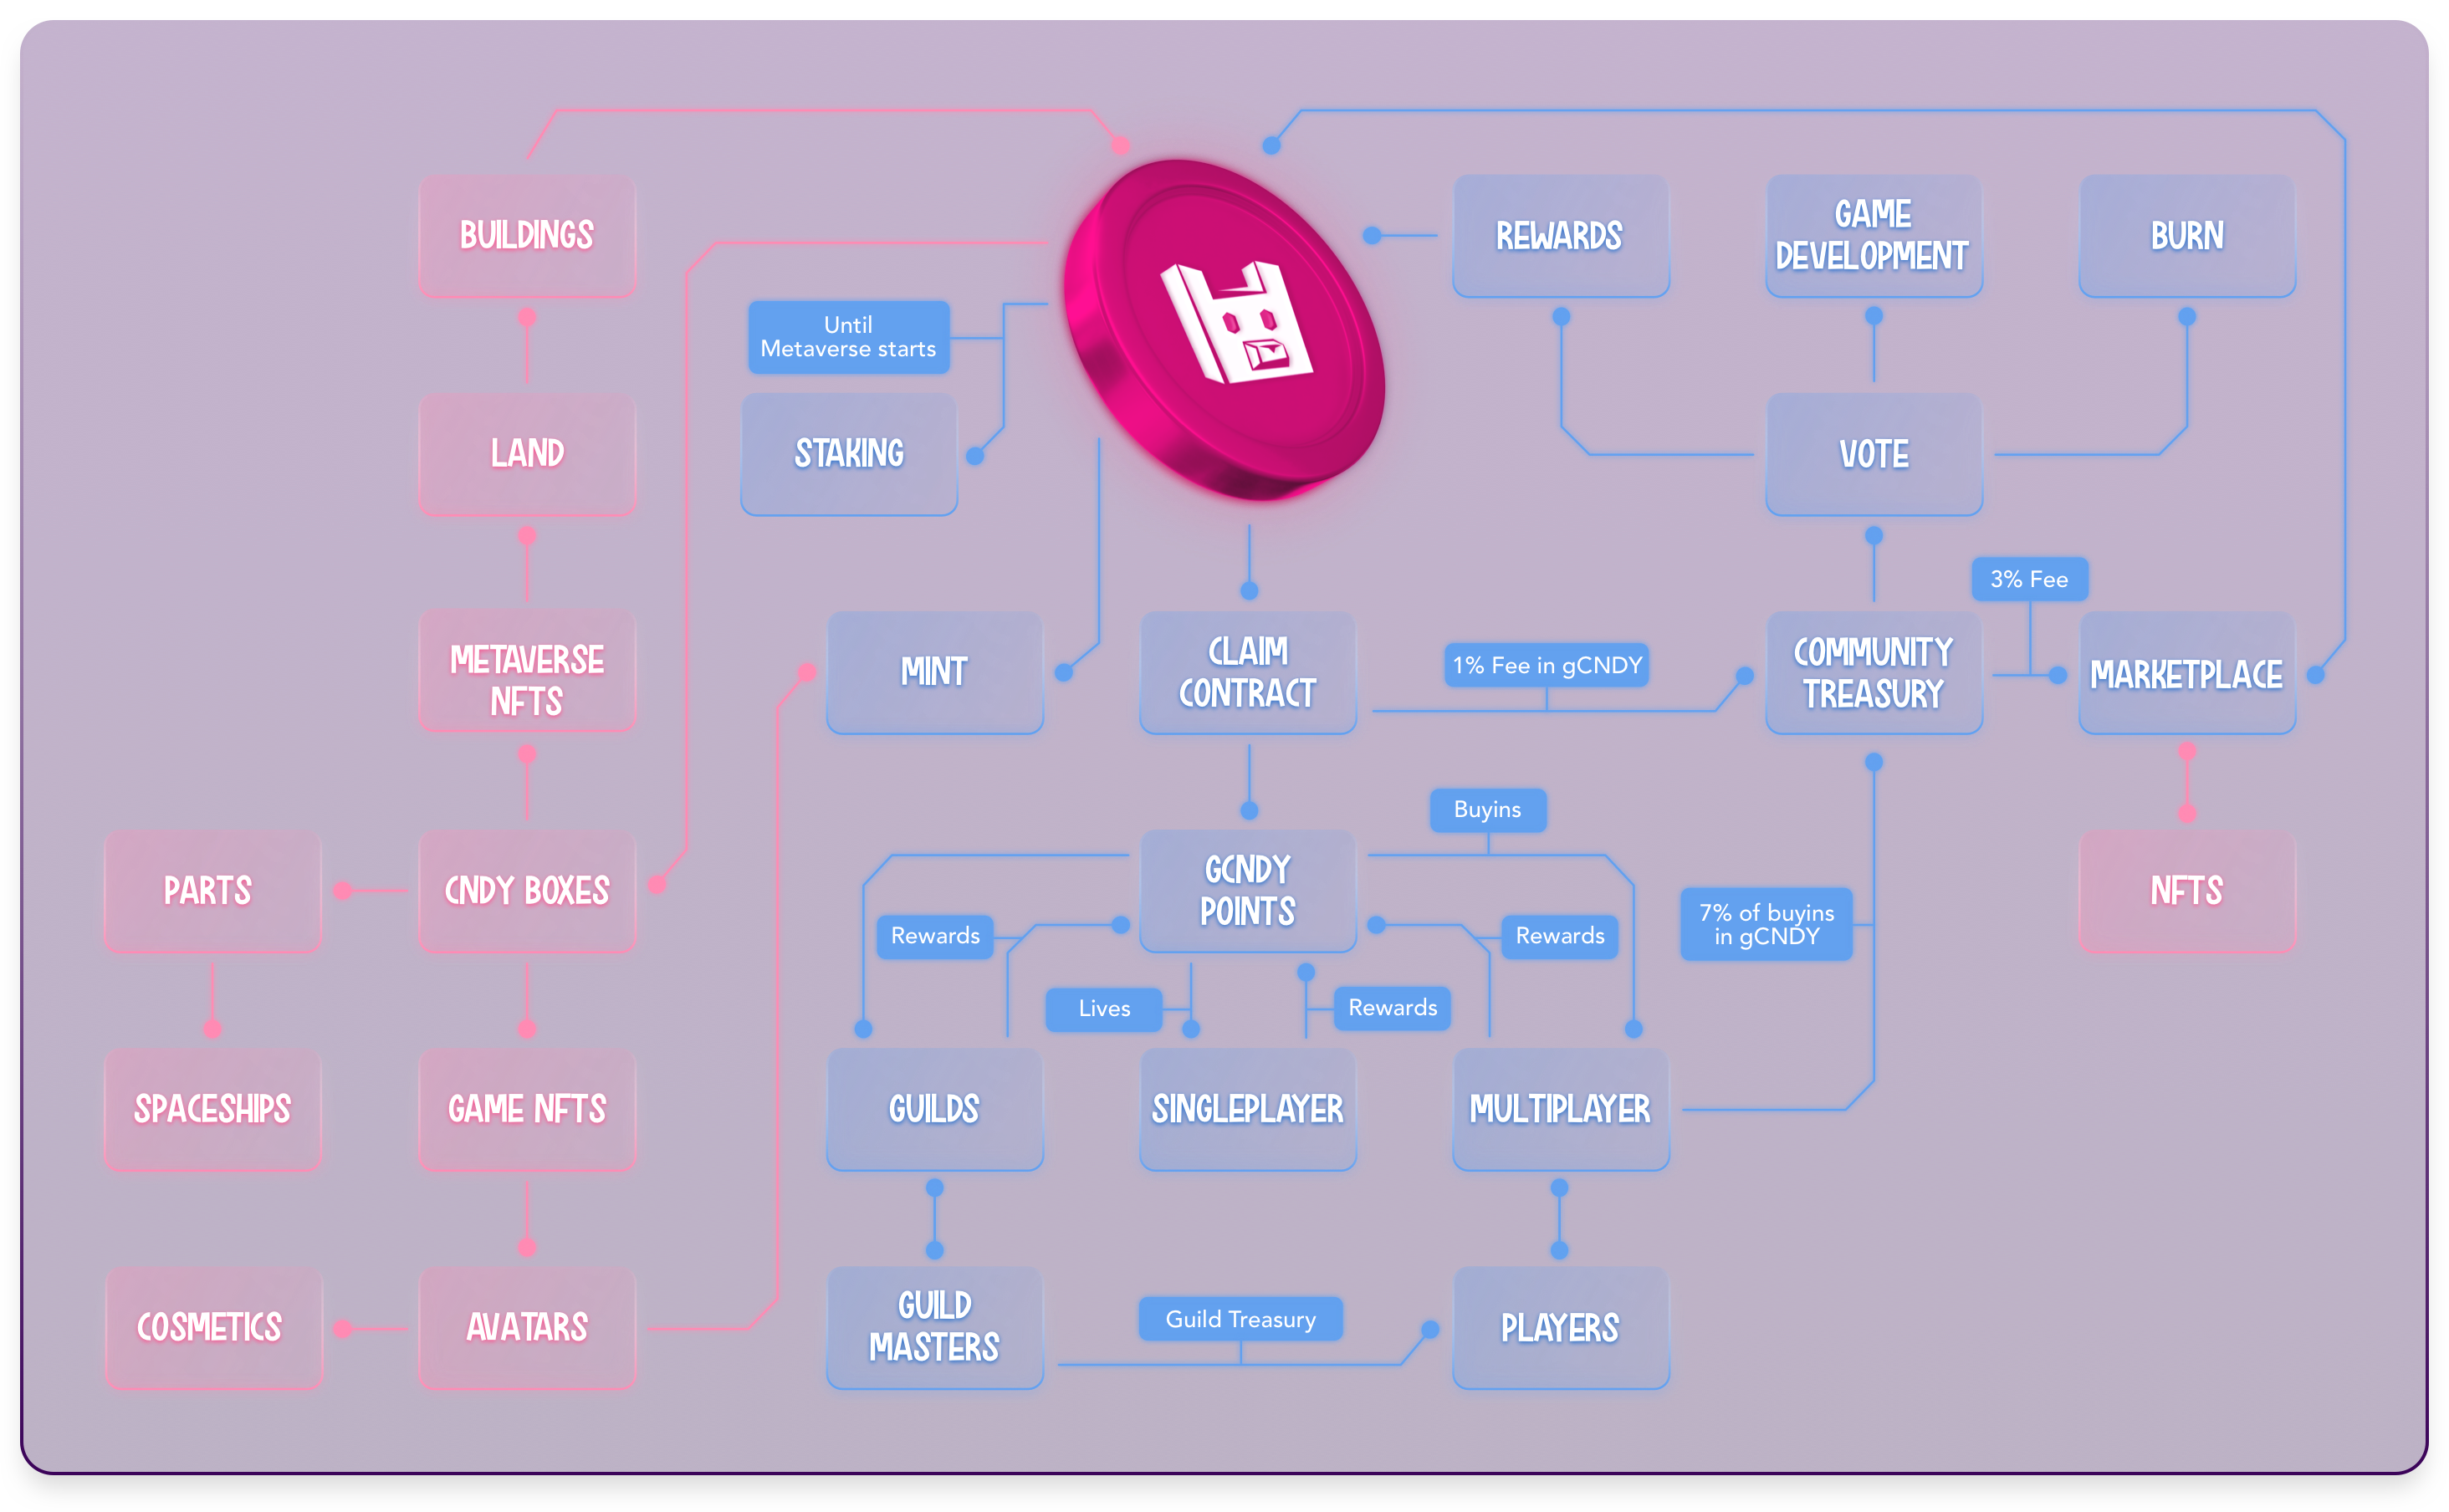 BUILDINGS
REWARDS
GAME
DEVELOPMENT
BURN
Until
Metaverse starts
LAND
STAKING
VOTE
3% Fee
METAVERSE
NFTS
MINT
CLAIM
CONTRACT
1% Fee in gCNDY
COMMUNITY
TREASURY
MARKETPLACE
Buyins
PARTS
CNDY BOXES
GCNDY
POINTS
7% of buyins
in gCNDY
NFTS
Rewards
Rewards
Lives
Rewards
SPACESHIPS
GAME NFTS
GUILDS
SINGLEPLAYER
MULTIPLAYER
COSMETICS
AVATARS
GUILD
MASTERS
Guild Treasury
PLAYERS